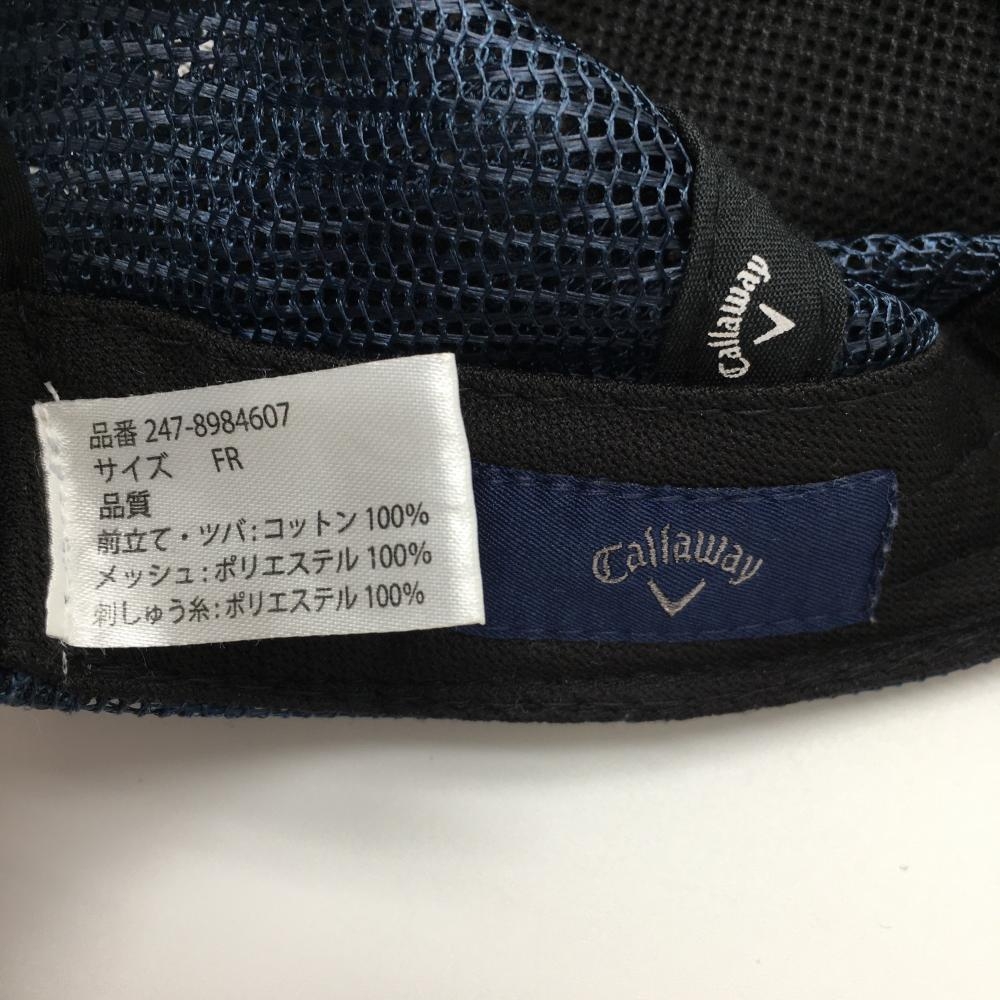 Callaway
品番 247-8984607
サイズ FR
品質
前立て・ツバ:コットン 100%
メッシュ:ポリエステル 100%
刺しゅう糸:ポリエステル 100%
Callaway